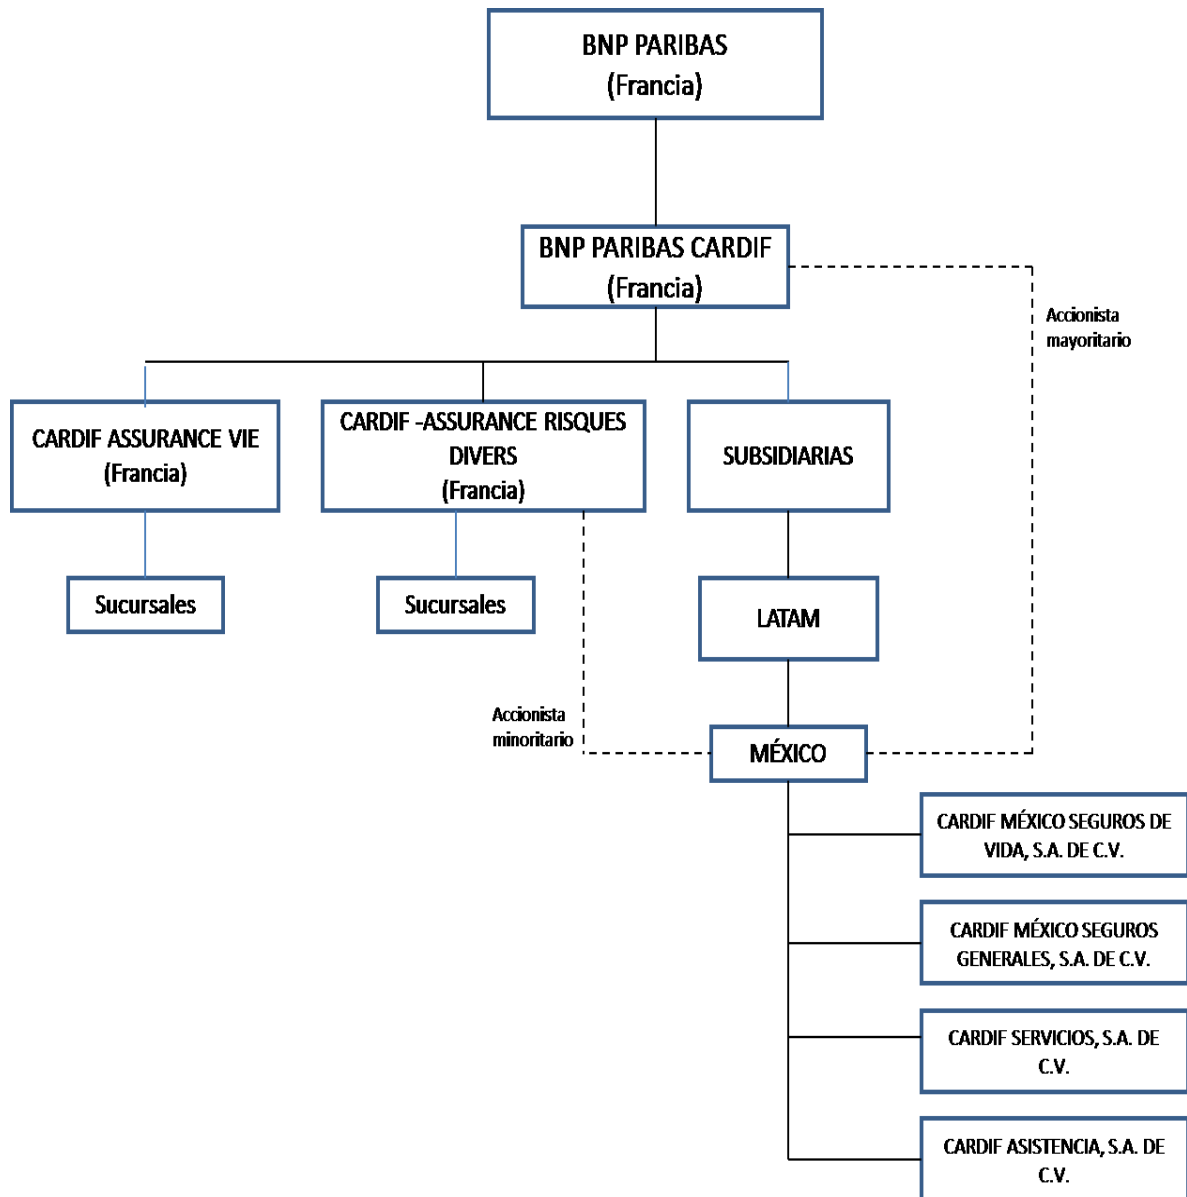 BNP PARIBAS
(Francia)
BNP PARIBAS CARDIF
(Francia)
Accionista
mayoritario
CARDIF ASSURANCE VIE
(Francia)
CARDIF -ASSURANCE RISQUES
DIVERS
(Francia)
SUBSIDIARIAS
Sucursales
Sucursales
LATAM
Accionista
minoritario
MÉXICO
CARDIF MÉXICO SEGUROS DE
VIDA, S.A. DE C.V.
CARDIF MÉXICO SEGUROS
GENERALES, S.A. DE C.V.
CARDIF SERVICIOS, S.A. DE
C.V.
CARDIF ASISTENCIA, S.A. DE
C.V.